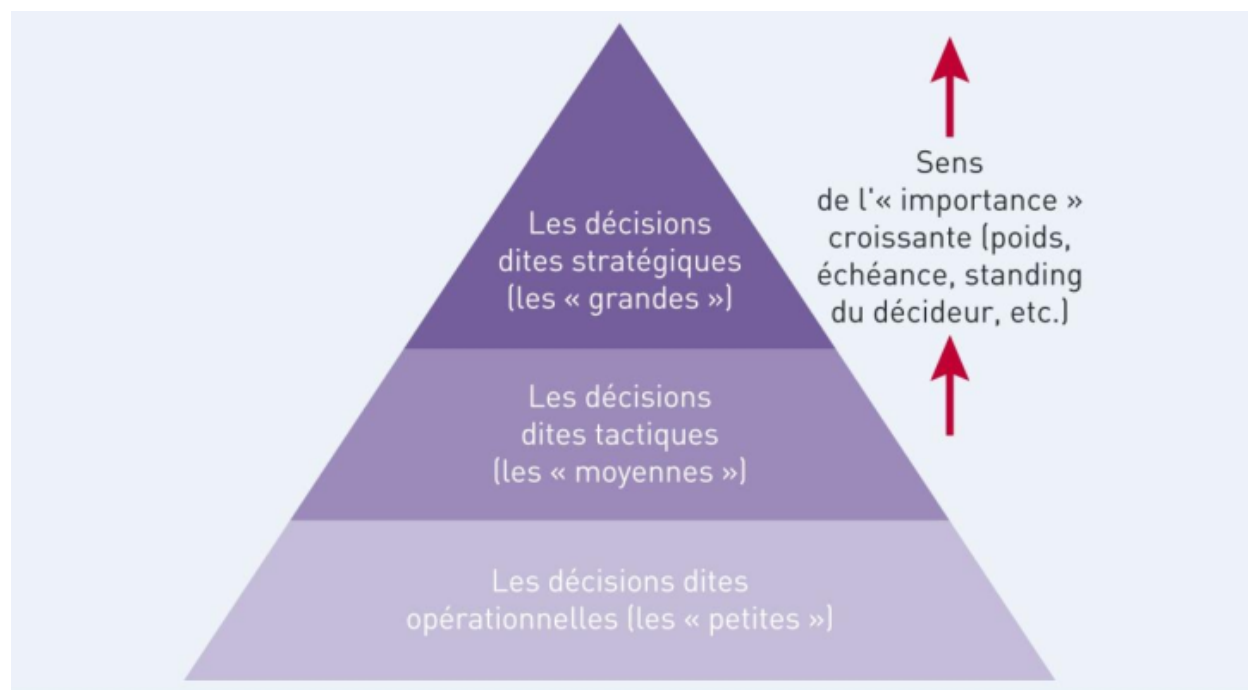 Les décisions
dites stratégiques
(les « grandes »)
Sens
de l'« importance »
croissante (poids,
échéance, standing
du décideur, etc.)
Les décisions
dites tactiques
(les « moyennes »)
Les décisions dites
opérationnelles (les « petites »)